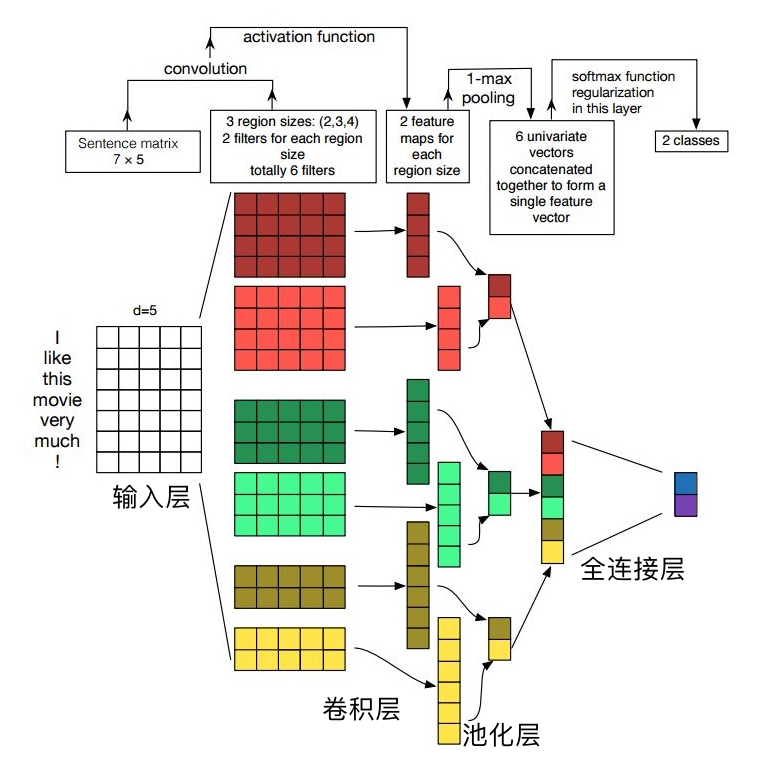 activation function
convolution
1-max
pooling
softmax function
regularization
in this layer
Sentence matrix
7 × 5
3 region sizes: (2,3,4)
2 filters for each region
size
totally 6 filters
2 feature
maps for
each
region size
6 univariate
vectors
concatenated
together to form a
single feature
vector
2 classes
d=5
I
like
this
movie
very
much
!
输入层
全连接层
卷积层
池化层